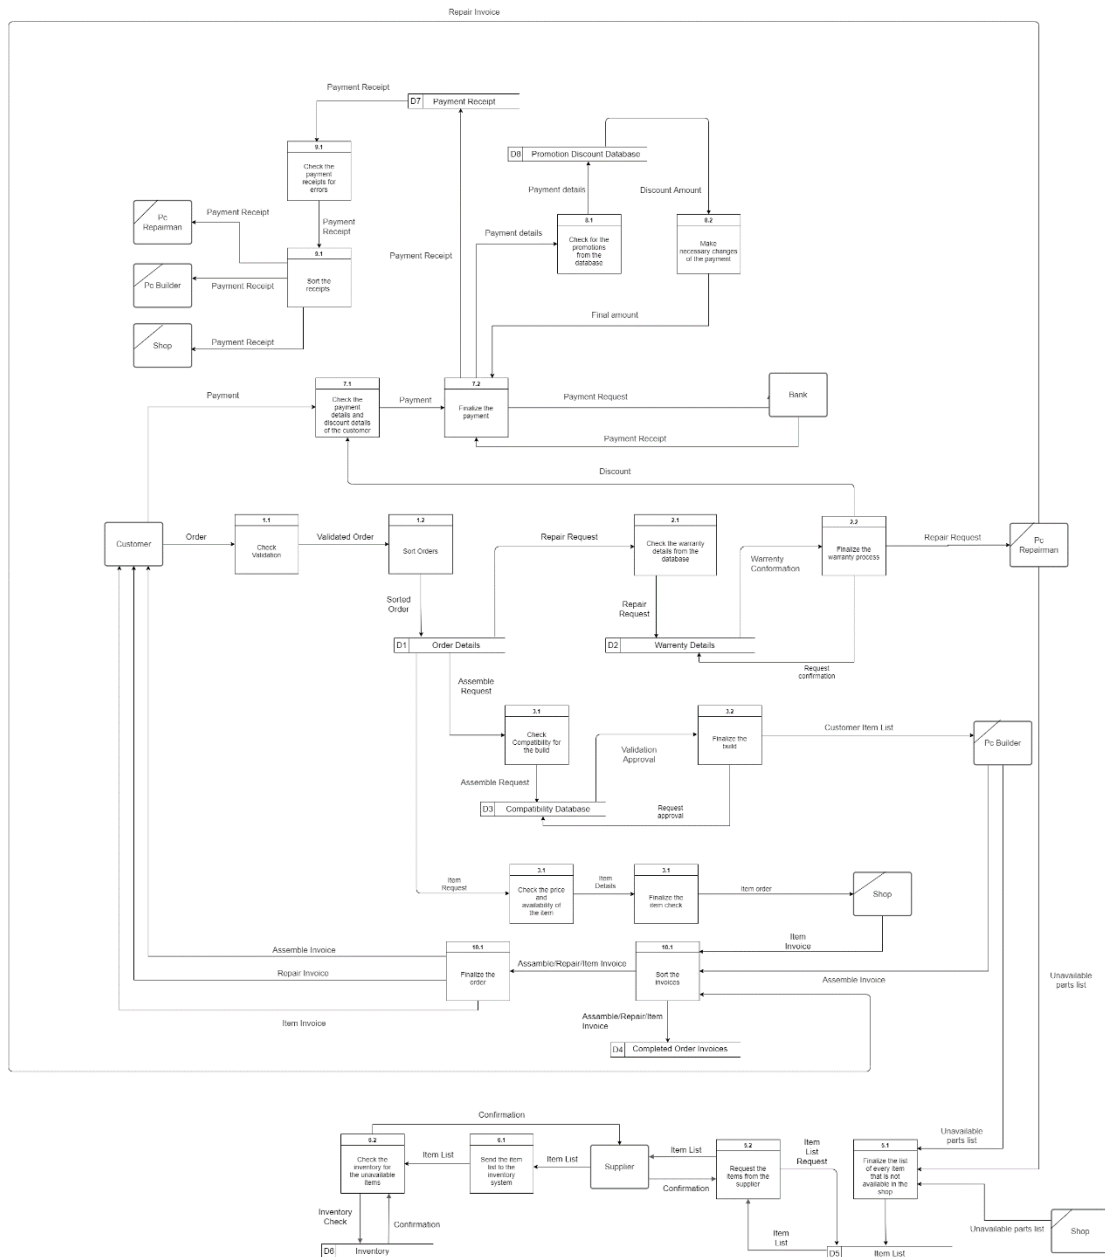 Repair Invoice
Payment Receipt
D7 Payment Receipt
9.1
Check the
payment
receipts for
errors
D8 Promotion Discount Database
Payment details
Discount Amount
Pc
Repairman
Payment Receipt
Payment
Receipt
8.1
Check for the
promotions
from the
database
8.2
Make
necessary changes
of the payment
Payment details
Payment Receipt
9.1
Sort the
receipts
Pc Builder
Payment Receipt
Final amount
Shop
Payment Receipt
7.1
Check the
payment
details and
discount details
of the customer
Payment
Payment
7.2
Finalize the
payment
Payment Request
Bank
Payment Receipt
Discount
Customer
Order
1.1
Check
Validation
Validated Order
1.2
Sort Orders
Repair Request
2.1
Check the warranty
details from the
database
Warrenty
Conformation
2.2
Finalize the
warranty process
Repair Request
Pc
Repairman
Sorted
Order
Repair
Request
D1 Order Details
D2 Warrenty Details
Request
confirmation
Assemble
Request
3.1
Check
Compatibility for
the build
Validation
Approval
3.2
Finalize the
build
Customer Item List
Pc Builder
Assemble Request
D3 Compatibility Database
Request
approval
Item
Request
3.1
Check the price
and
availability of
the item
Item
Details
3.1
Finalize the
item check
Item order
Shop
Item
Invoice
Assemble Invoice
Repair Invoice
Item Invoice
10.1
Finalize the
order
Assamble/Repair/Item Invoice
10.1
Sort the
invoices
Assemble Invoice
Unavailable
parts list
Assamble/Repair/Item
Invoice
D4 Completed Order Invoices
Confirmation
Unavailable
parts list
6.2
Check the
inventory for
the unavailable
items
Item List
6.1
Send the item
list to the
inventory
system
Item List
Supplier
Item List
Confirmation
5.2
Request the
items from the
supplier
Item
List
Request
5.1
Finalize the list
of every item
that is not
available in the
shop
Inventory
Check
Confirmation
Item
List
Unavailable parts list
Shop
D6 Inventory
D5 Item List